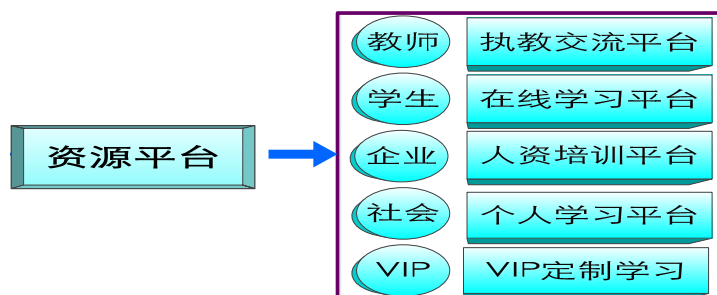 资源平台
教师 执教交流平台
学生 在线学习平台
企业 人资培训平台
社会 个人学习平台
VIP VIP定制学习